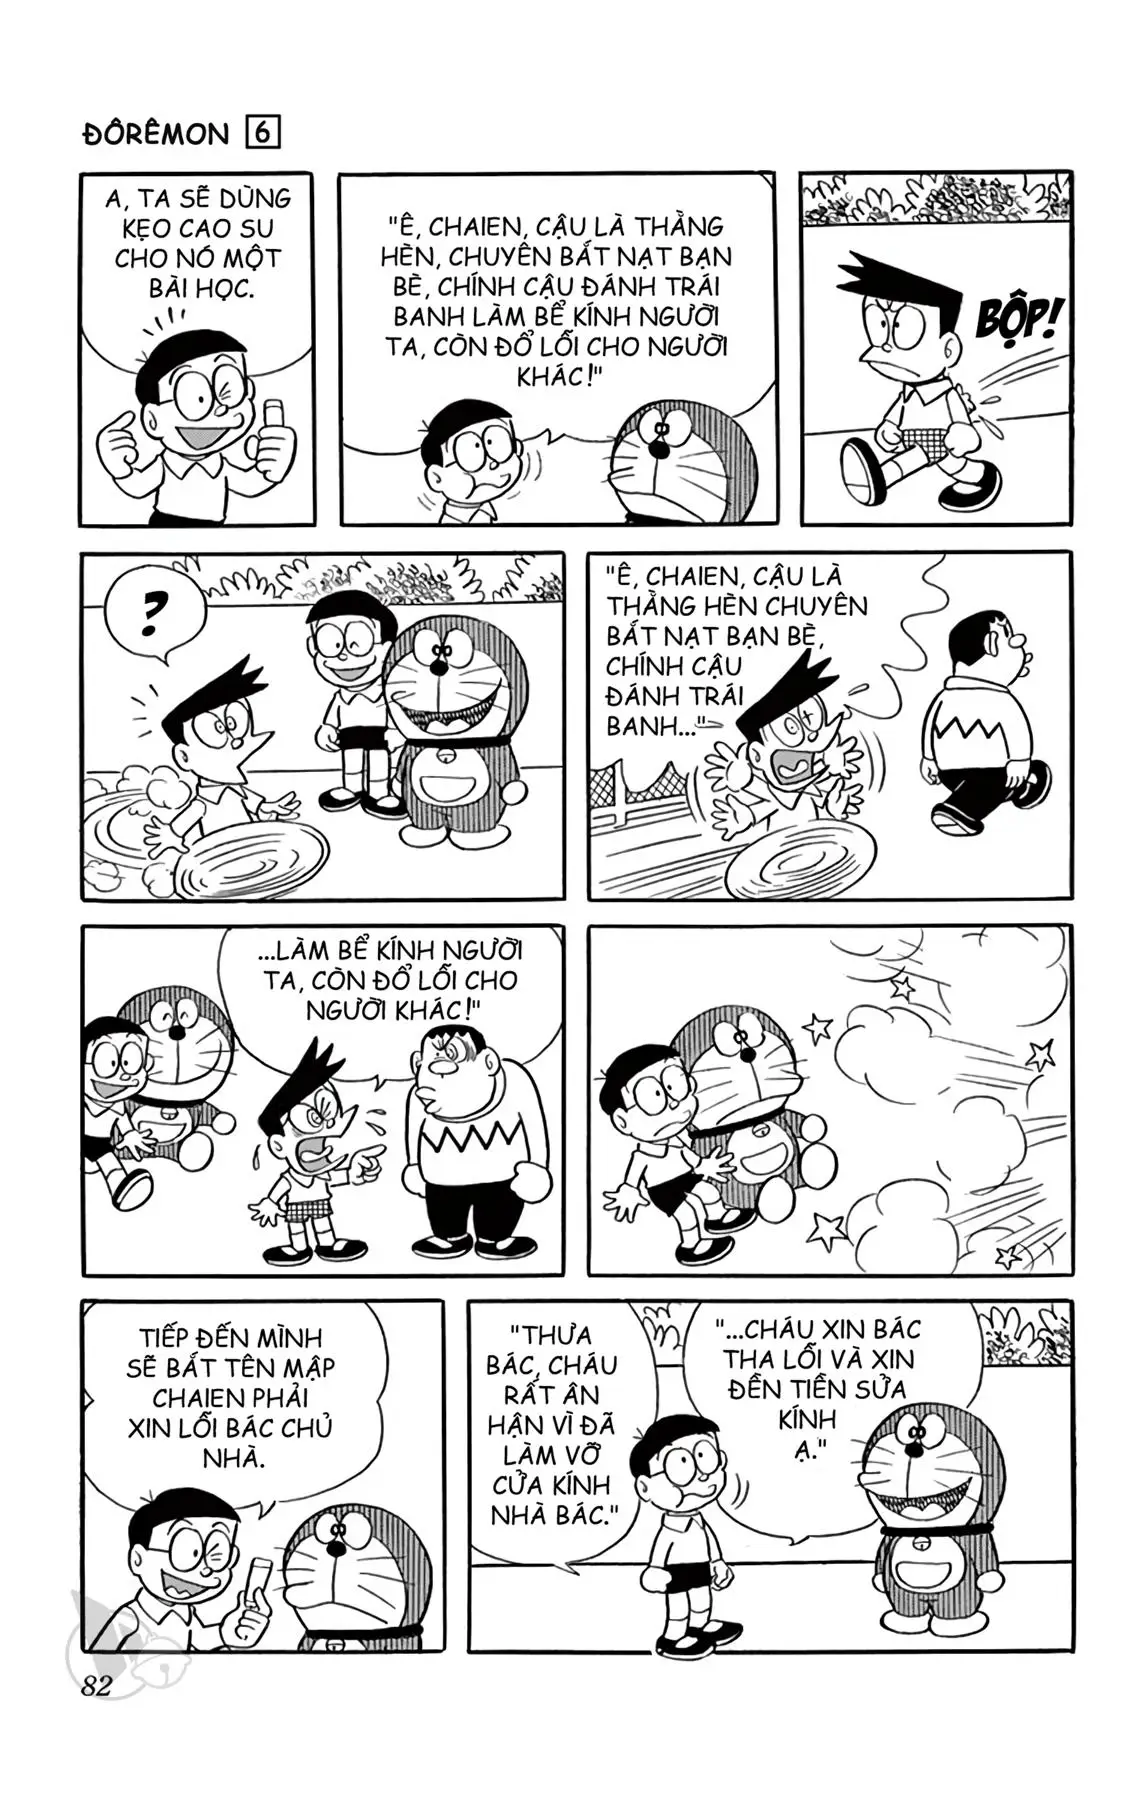 ĐÔRÊMON 6
A, TA SẼ DÙNG
KẸO CAO SU
CHO NÓ MỘT
BÀI HỌC.
"Ê, CHAIEN, CẬU LÀ THẰNG
HÈN, CHUYÊN BẮT NẠT BẠN
BÈ, CHÍNH CẬU ĐÁNH TRÁI
BANH LÀM BỂ KÍNH NGƯỜI
TA, CÒN ĐỔ LỖI CHO NGƯỜI
KHÁC!"
BỘP!
?
"Ê, CHAIEN, CẬU LÀ
THẰNG HÈN CHUYÊN
BẮT NẠT BẠN BÈ,
CHÍNH CẬU
ĐÁNH TRÁI
BANH..."
...LÀM BỂ KÍNH NGƯỜI
TA, CÒN ĐỔ LỖI CHO
NGƯỜI KHÁC!"
TIẾP ĐẾN MÌNH
SẼ BẮT TÊN MẬP
CHAIEN PHẢI
XIN LỖI BÁC CHỦ
NHÀ.
"THƯA
BÁC, CHÁU
RẤT ÂN
HẬN VÌ ĐÃ
LÀM VỠ
CỬA KÍNH
NHÀ BÁC."
"...CHÁU XIN BÁC
THA LỖI VÀ XIN
ĐỀN TIỀN SỬA
KÍNH
Ạ."
82